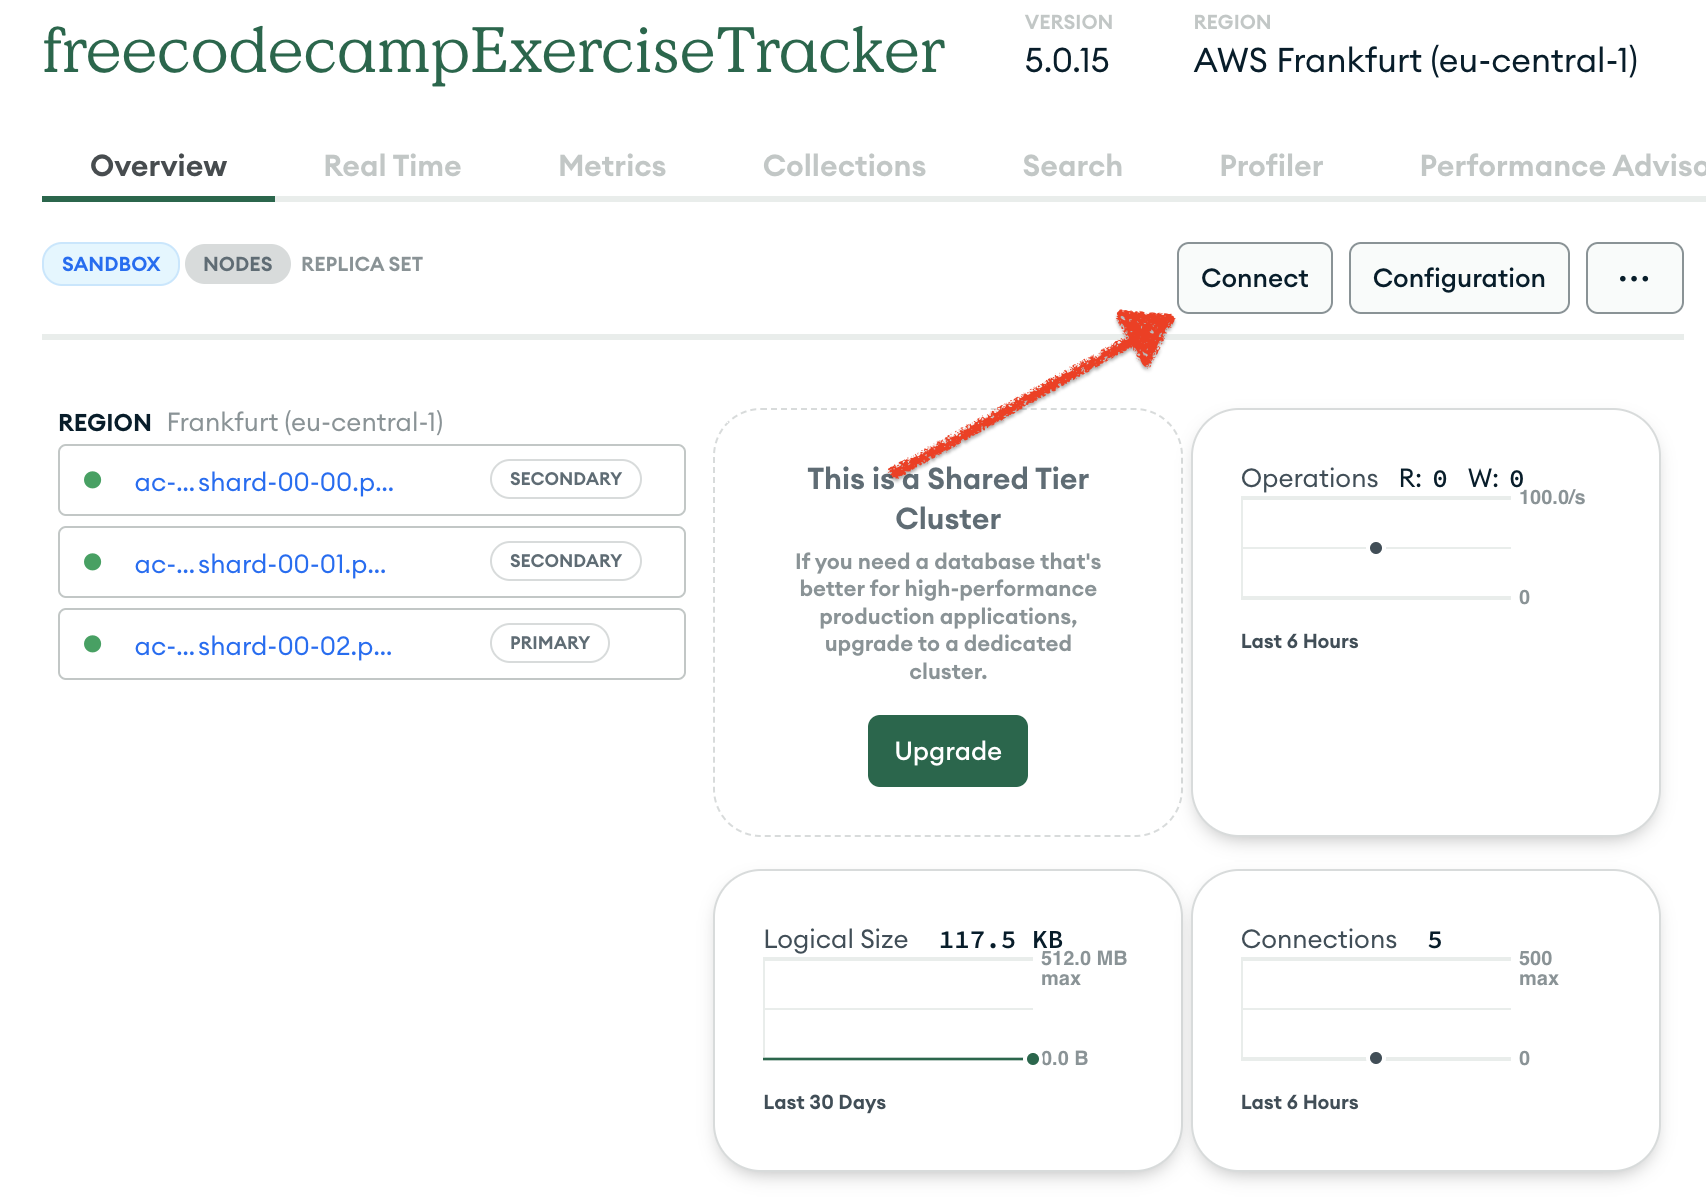 freecodecampExerciseTracker
VERSION
5.0.15
REGION
AWS Frankfurt (eu-central-1)
Overview
Real Time
Metrics
Collections
Search
Profiler
Performance Adviso
SANDBOX
NODES
REPLICA SET
Connect
Configuration
...
REGION Frankfurt (eu-central-1)
ac-...shard-00-00.p...
SECONDARY
ac-...shard-00-01.p...
SECONDARY
ac-...shard-00-02.p...
PRIMARY
This is a Shared Tier
Cluster
If you need a database that's
better for high-performance
production applications,
upgrade to a dedicated
cluster.
Upgrade
Operations R: 0 W: 0
100.0/s
0
Last 6 Hours
Logical Size 117.5 KB
512.0 MB
max
0.0 B
Last 30 Days
Connections 5
500
max
0
Last 6 Hours